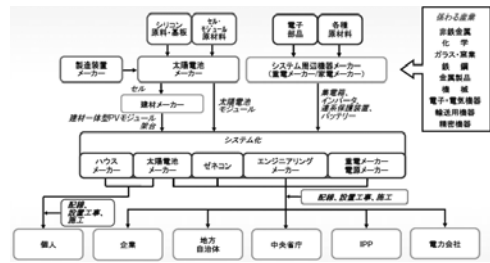 シリコン
原料・基板
セル・
モジュール
原材料
電子
部品
各種
原材料
係わる産業
非鉄金属
化　学
ガラス・窯業
鉄　鋼
金属製品
機　械
電子・電気機器
輸送用機器
精密機器
製造装置
メーカー
太陽電池
メーカー
システム周辺機器メーカー
(重電メーカー/家電メーカー)
セル
建材メーカー
太陽電池
モジュール
集電箱、
インバータ、
連系保護装置、
バッテリー
建材一体型PVモジュール
架台
システム化
ハウス
メーカー
太陽電池
メーカー
ゼネコン
エンジニアリング
メーカー
重電メーカー
電源メーカー
配線、
設置工事、
施工
配線、設置工事、施工
個人
企業
地方
自治体
中央省庁
IPP
電力会社